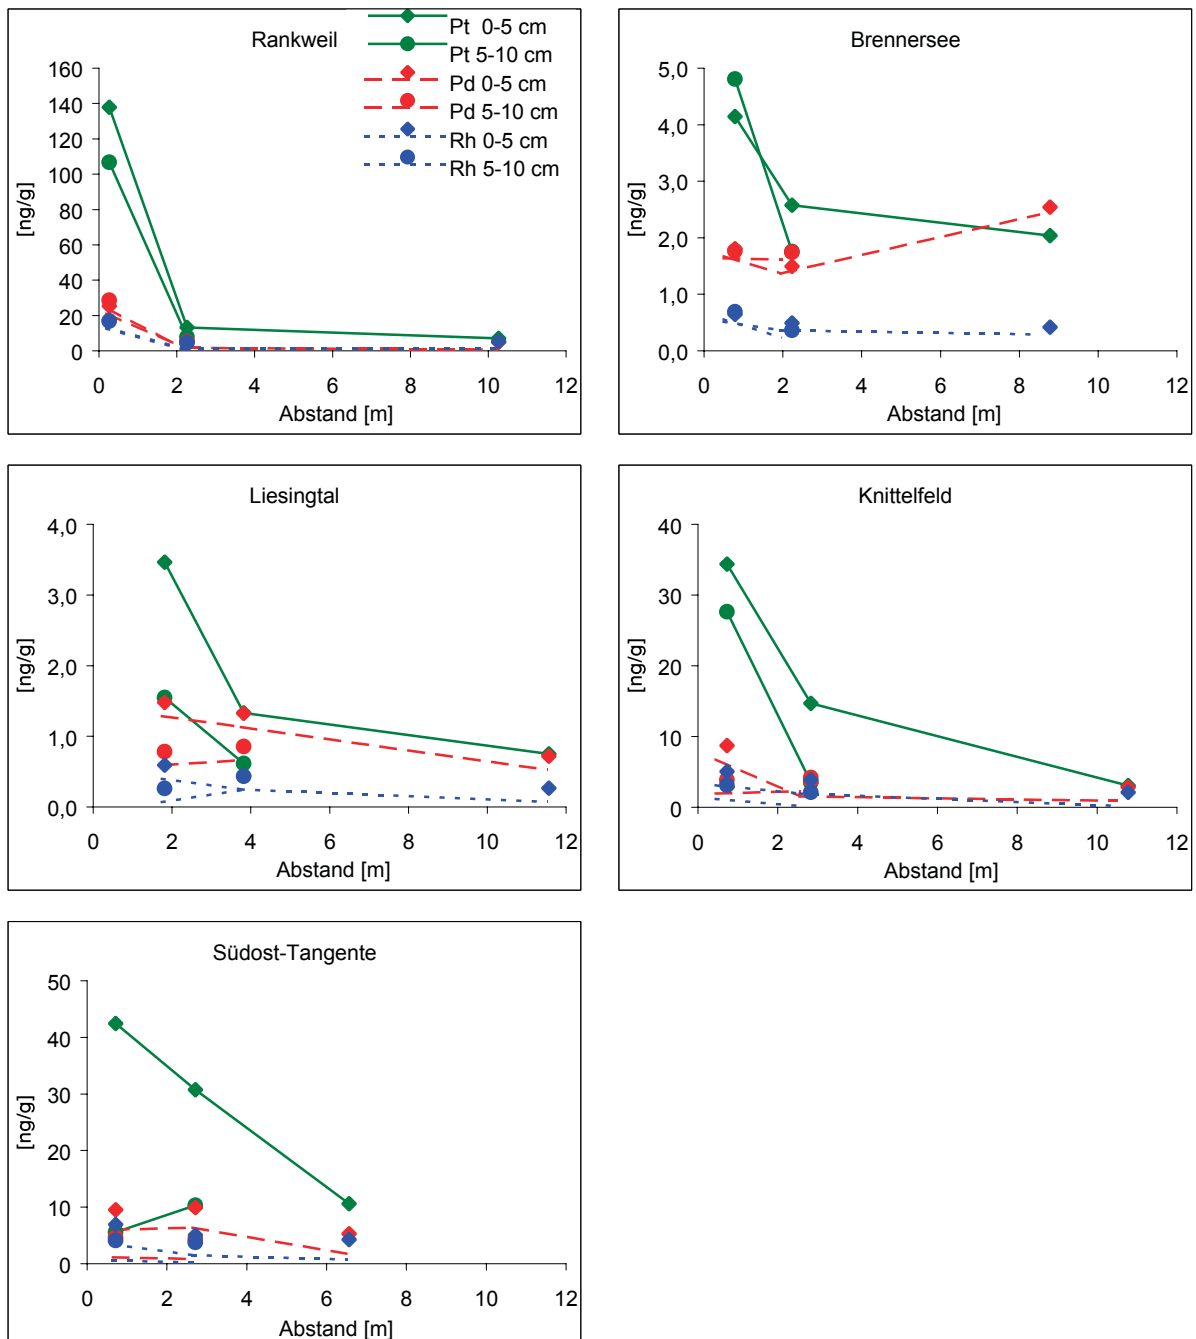 Rankweil
Pt 0-5 cm
Pt 5-10 cm
Pd 0-5 cm
Pd 5-10 cm
Rh 0-5 cm
Rh 5-10 cm
[ng/g]
160
140
120
100
80
60
40
20
0
0 2 4 6 8 10 12
Abstand [m]
Brennersee
[ng/g]
5,0
4,0
3,0
2,0
1,0
0,0
0 2 4 6 8 10 12
Abstand [m]
Liesingtal
[ng/g]
4,0
3,0
2,0
1,0
0,0
0 2 4 6 8 10 12
Abstand [m]
Knittelfeld
[ng/g]
40
30
20
10
0
0 2 4 6 8 10 12
Abstand [m]
Südost-Tangente
[ng/g]
50
40
30
20
10
0
0 2 4 6 8 10 12
Abstand [m]